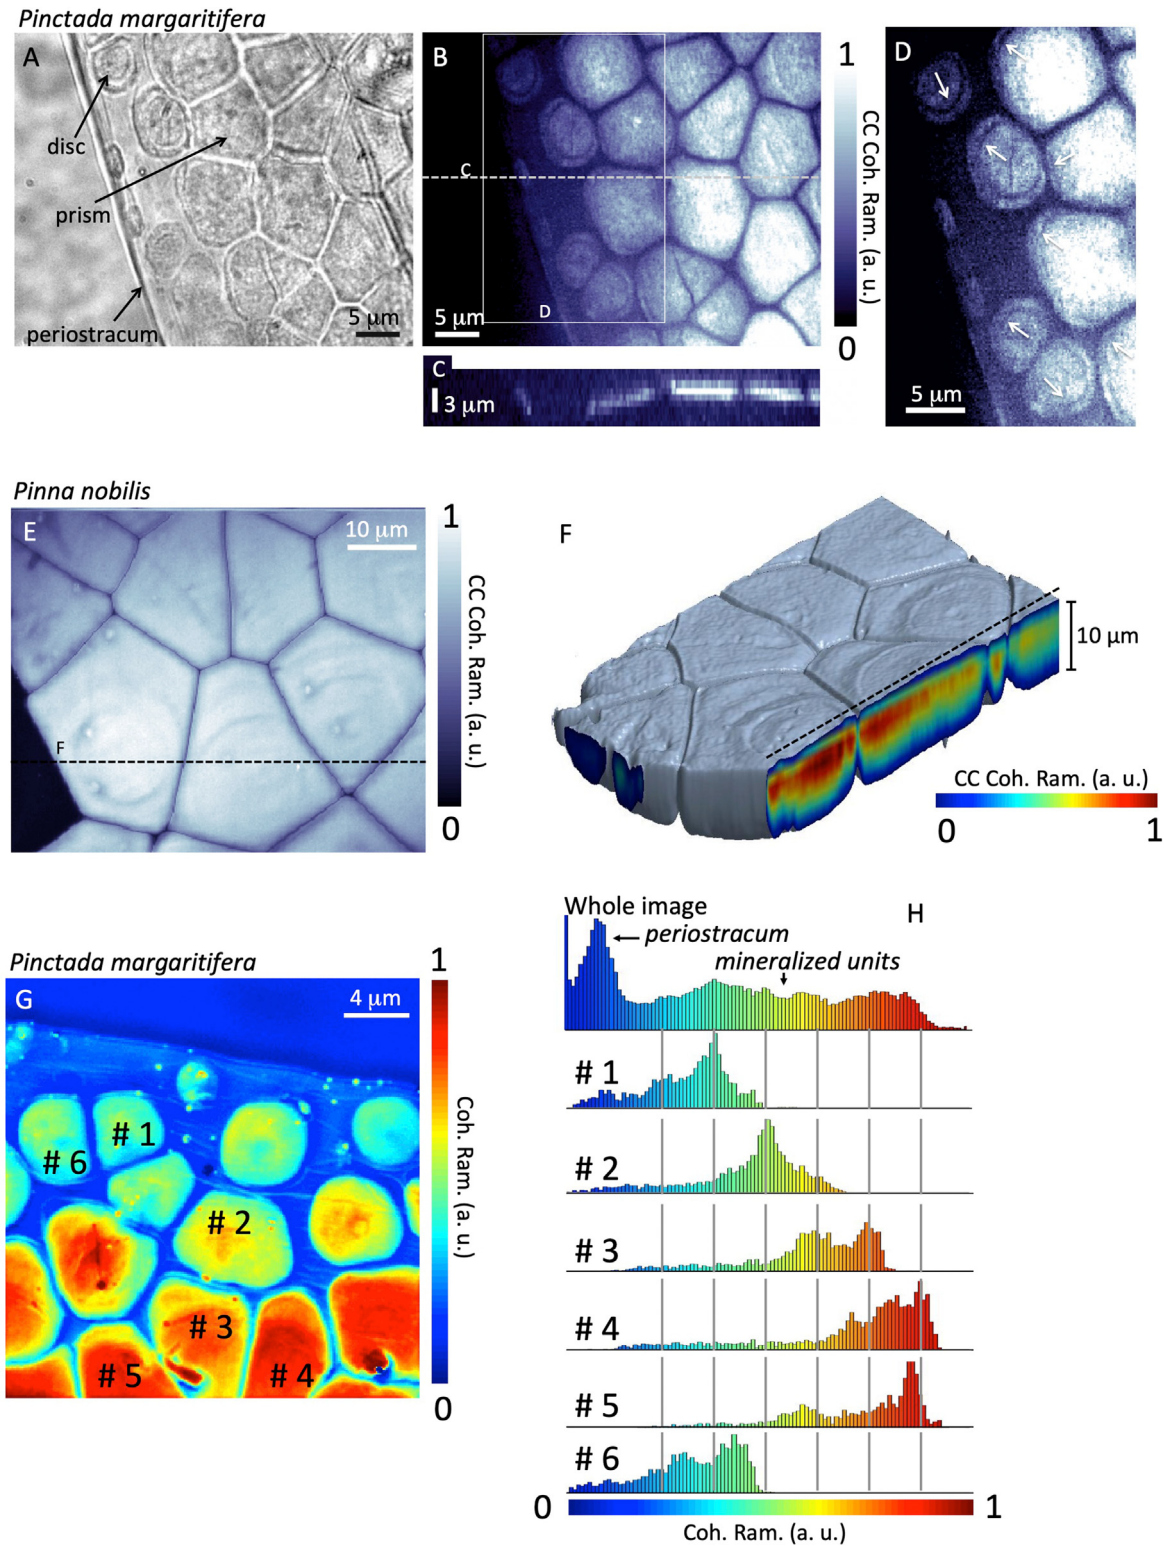 Pinctada margaritifera
A
disc
prism
periostracum
5 μm
B
C
D
5 μm
1
CC Coh. Ram. (a. u.)
0
C
3 μm
D
5 μm
Pinna nobilis
E
10 μm
F
1
CC Coh. Ram. (a. u.)
0
F
10 μm
CC Coh. Ram. (a. u.)
0
1
Pinctada margaritifera
G
4 μm
# 1
# 6
# 2
# 3
# 5
# 4
1
Coh. Ram. (a. u.)
0
Whole image
H
periostracum
mineralized units
# 1
# 2
# 3
# 4
# 5
# 6
0
1
Coh. Ram. (a. u.)